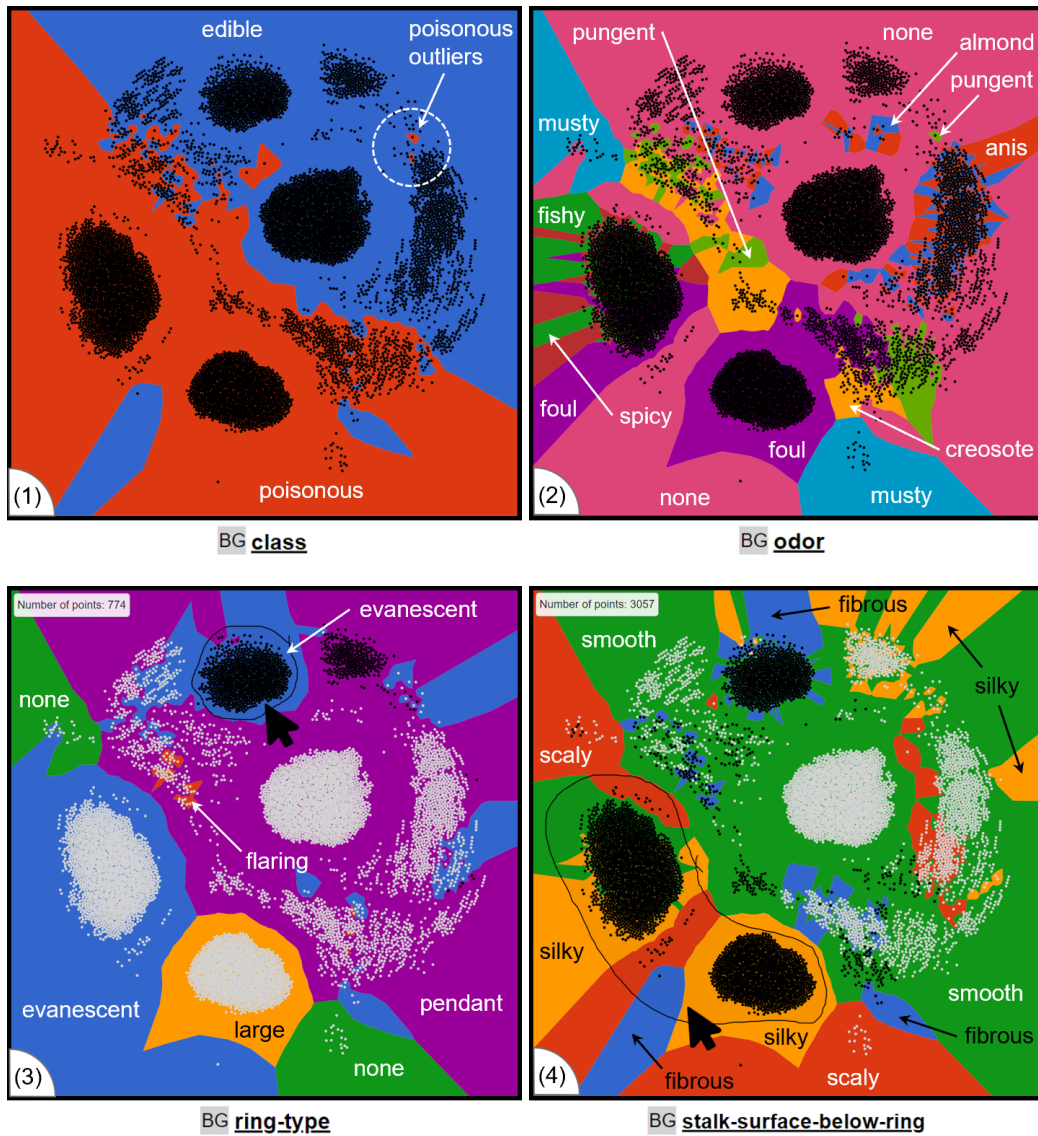 edible
poisonous
outliers
poisonous
(1)
BG class
pungent
none
almond
pungent
musty
anis
fishy
foul
spicy
foul
creosote
none
musty
(2)
BG odor
Number of points: 774
evanescent
none
flaring
evanescent
large
pendant
none
(3)
BG ring-type
Number of points: 3057
fibrous
smooth
silky
scaly
silky
smooth
silky
fibrous
fibrous
scaly
(4)
BG stalk-surface-below-ring